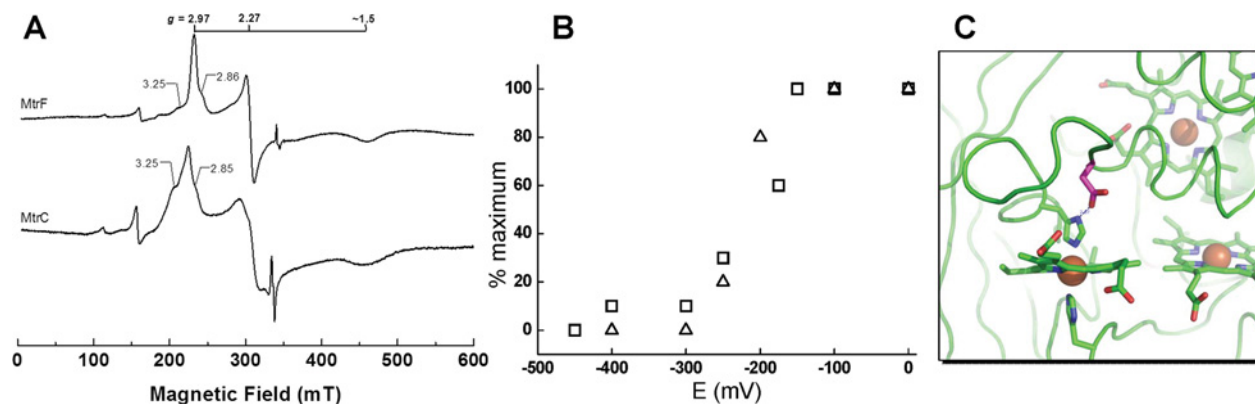 A
g = 2.97 2.27 ~1.5
3.25 2.86
MtrF
3.25 2.85
MtrC
0 100 200 300 400 500 600
Magnetic Field (mT)
B
% maximum
100
80
60
40
20
0
-500 -400 -300 -200 -100 0
E (mV)
C